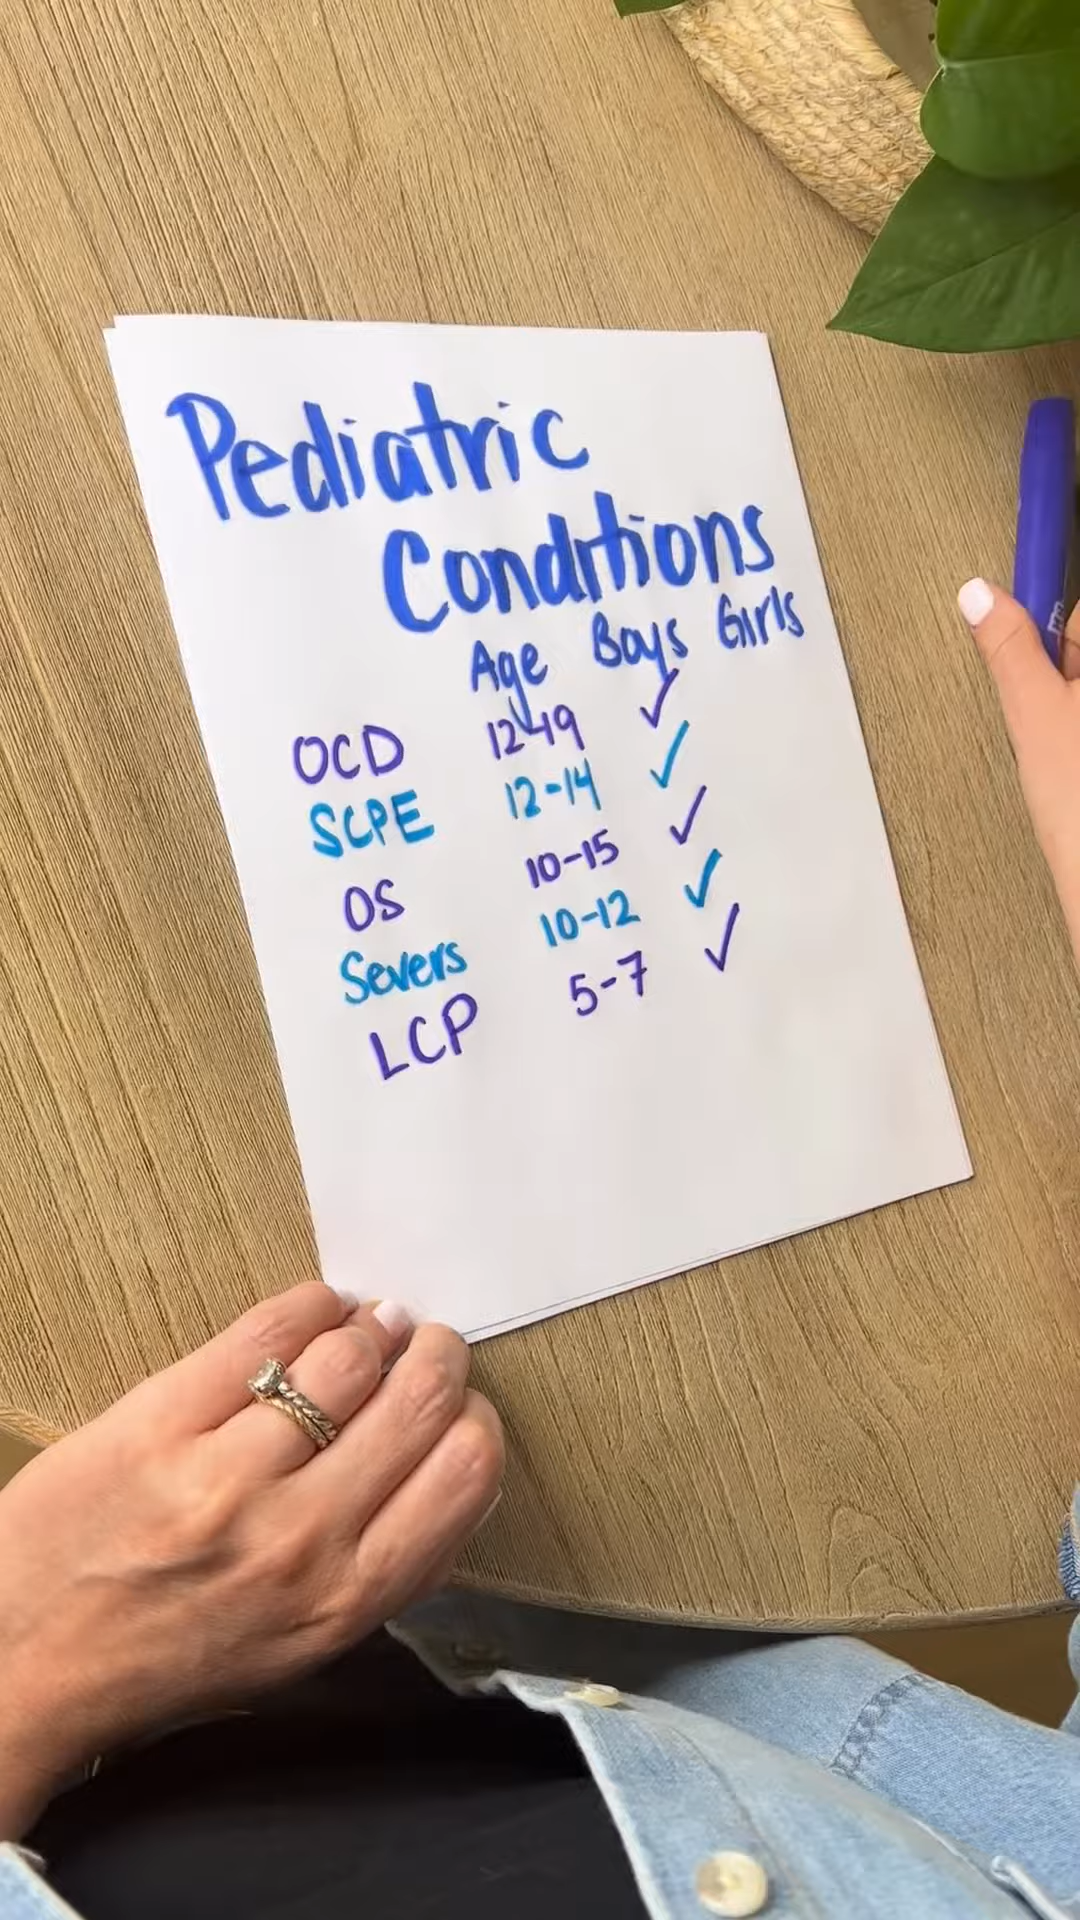 Pediatric
Conditions
Age Boys Girls
OCD 12-19 ✓
SCPE 12-14 ✓
OS 10-15 ✓
Severs 10-12 ✓
LCP 5-7 ✓